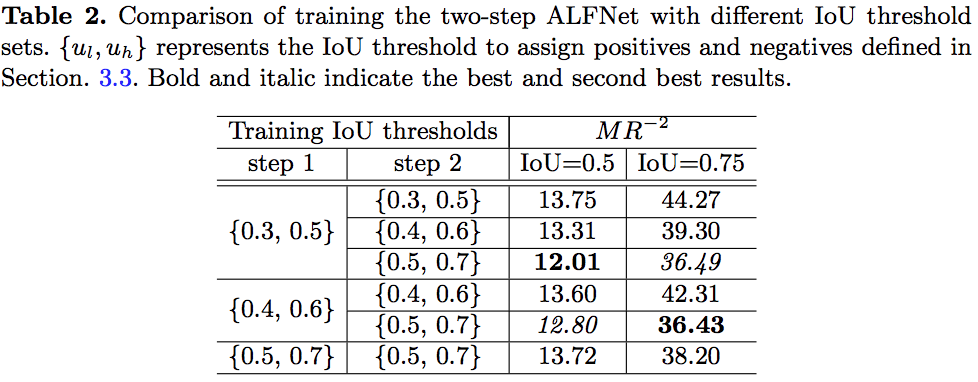 Table 2. Comparison of training the two-step ALFNet with different IoU threshold
sets. {uₗ, uₕ} represents the IoU threshold to assign positives and negatives defined in
Section. 3.3. Bold and italic indicate the best and second best results.
Training IoU thresholds MR⁻²
step 1 step 2 IoU=0.5 IoU=0.75
{0.3, 0.5} 13.75 44.27
{0.3, 0.5} {0.4, 0.6} 13.31 39.30
{0.5, 0.7} 12.01 36.49
{0.4, 0.6} {0.4, 0.6} 13.60 42.31
{0.5, 0.7} 12.80 36.43
{0.5, 0.7} {0.5, 0.7} 13.72 38.20